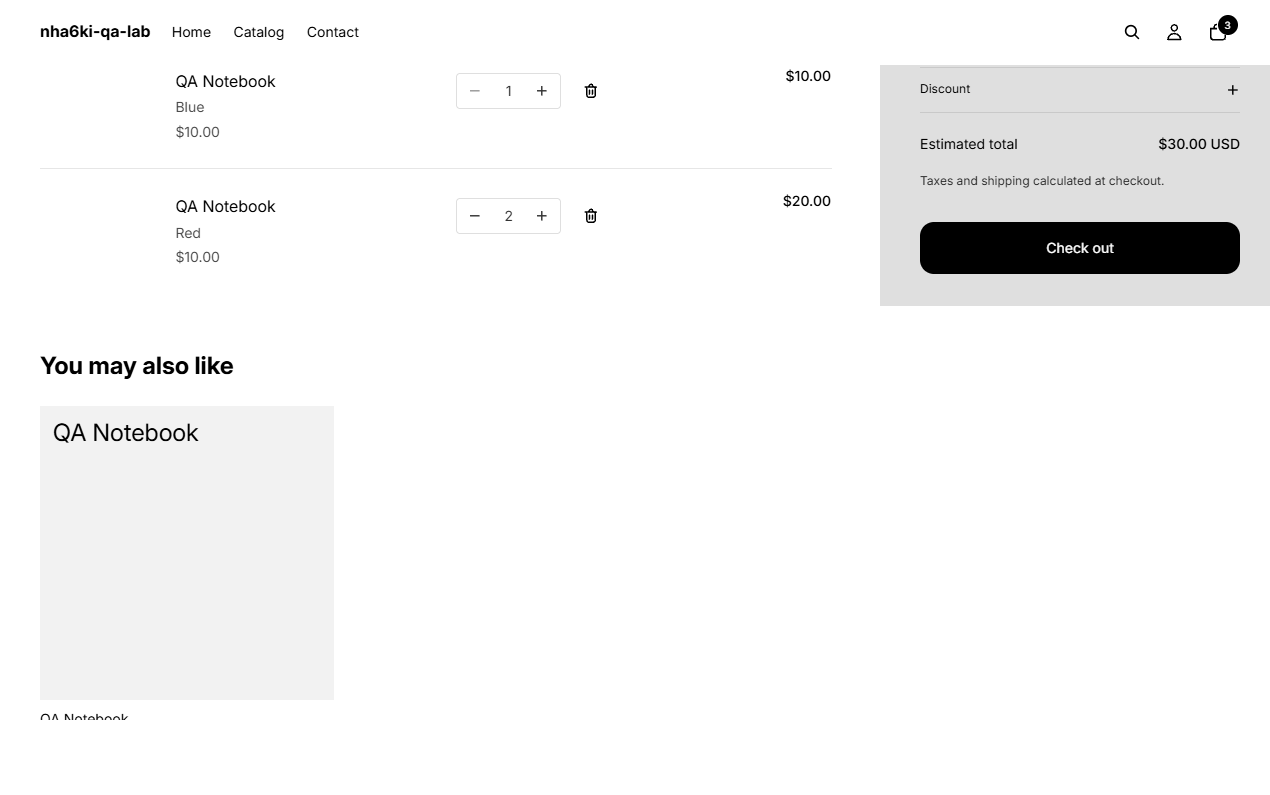 nha6ki-qa-lab Home Catalog Contact 3
QA Notebook 1 $10.00
Blue
$10.00
QA Notebook 2 $20.00
Red
$10.00
Discount
Estimated total $30.00 USD
Taxes and shipping calculated at checkout.
Check out
You may also like
QA Notebook
QA Notebook